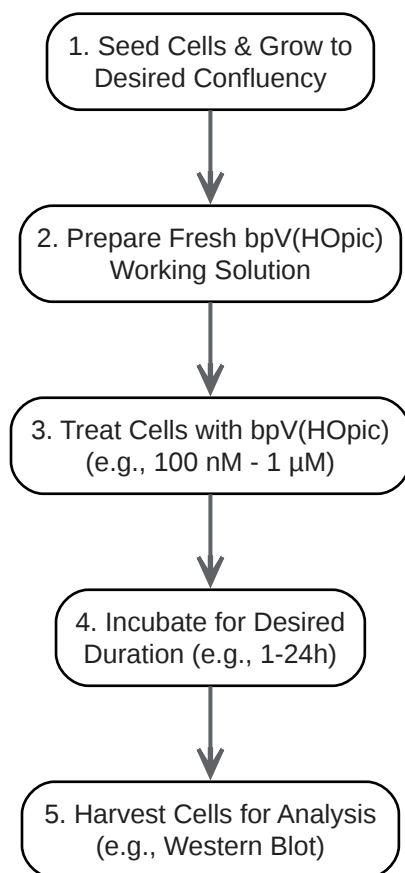 1. Seed Cells & Grow to
Desired Confluency
2. Prepare Fresh bpV(HOpic)
Working Solution
3. Treat Cells with bpV(HOpic)
(e.g., 100 nM - 1 µM)
4. Incubate for Desired
Duration (e.g., 1-24h)
5. Harvest Cells for Analysis
(e.g., Western Blot)